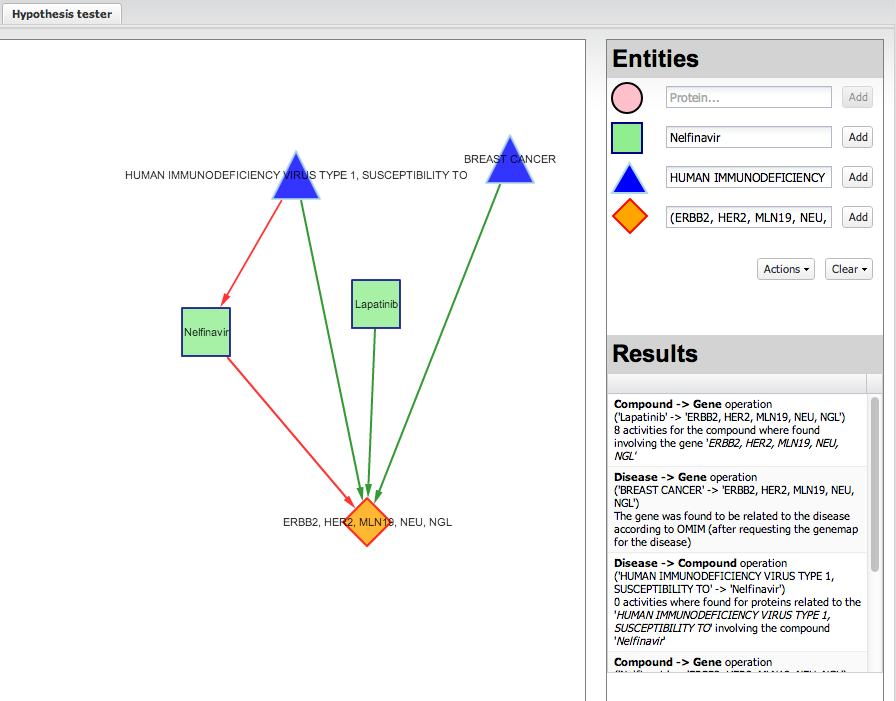 Hypothesis tester
BREAST CANCER
HUMAN IMMUNODEFICIENCY VIRUS TYPE 1, SUSCEPTIBILITY TO
Lapatinib
Nelfinavir
ERBB2, HER2, MLN19, NEU, NGL
Entities
Protein... Add
Nelfinavir Add
HUMAN IMMUNODEFICIENCY Add
(ERBB2, HER2, MLN19, NEU, Add
Actions Clear
Results
Compound -> Gene operation
('Lapatinib' -> 'ERBB2, HER2, MLN19, NEU, NGL')
8 activities for the compound where found
involving the gene 'ERBB2, HER2, MLN19, NEU,
NGL'
Disease -> Gene operation
('BREAST CANCER' -> 'ERBB2, HER2, MLN19, NEU,
NGL')
The gene was found to be related to the disease
according to OMIM (after requesting the genemap
for the disease)
Disease -> Compound operation
('HUMAN IMMUNODEFICIENCY VIRUS TYPE 1,
SUSCEPTIBILITY TO' -> 'Nelfinavir')
0 activities where found for proteins related to the
'HUMAN IMMUNODEFICIENCY VIRUS TYPE 1,
SUSCEPTIBILITY TO' involving the compound
'Nelfinavir'
Compound -> Gene operation